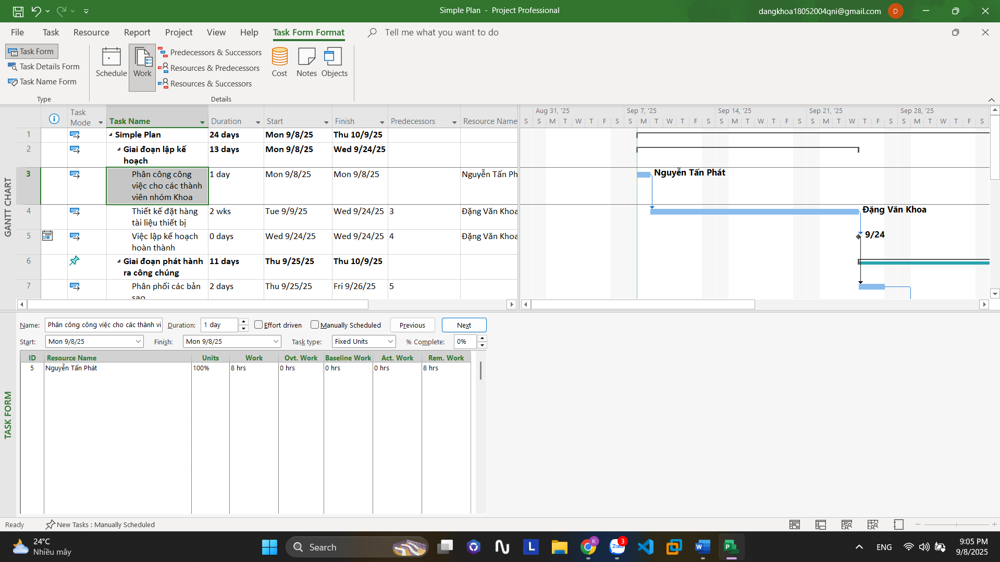 Simple Plan - Project Professional
dangkhoa18052004qni@gmail.com
D
File Task Resource Report Project View Help Task Form Format Tell me what you want to do
Task Form
Task Details Form
Task Name Form
Type
Schedule
Work
Predecessors & Successors
Resources & Predecessors
Resources & Successors
Cost
Notes
Objects
Details
GANTT CHART
Task Mode Task Name Duration Start Finish Predecessors Resource Name
1 Simple Plan 24 days Mon 9/8/25 Thu 10/9/25
2 Giai đoạn lập kế 13 days Mon 9/8/25 Wed 9/24/25
hoạch
3 Phân công công 1 day Mon 9/8/25 Mon 9/8/25 Nguyễn Tấn Ph
việc cho các thành
viên nhóm Khoa
4 Thiết kế đặt hàng 2 wks Tue 9/9/25 Wed 9/24/25 3 Đặng Văn Khoa
tài liệu thiết bị
5 Việc lập kế hoạch 0 days Wed 9/24/25 Wed 9/24/25 4 Đặng Văn Khoa
hoàn thành
6 Giai đoạn phát hành 11 days Thu 9/25/25 Thu 10/9/25
ra công chúng
7 Phân phối các bản 2 days Thu 9/25/25 Fri 9/26/25 5
sao
Aug 31, '25 Sep 7, '25 Sep 14, '25 Sep 21, '25 Sep 28, '25
S S M T W T F S S M T W T F S S M T W T F S S M T W T F S S M T W T F S
Nguyễn Tấn Phát
Đặng Văn Khoa
9/24
TASK FORM
Name: Phân công công việc cho các thành vi Duration: 1 day Effort driven Manually Scheduled Previous Next
Start: Mon 9/8/25 Finish: Mon 9/8/25 Task type: Fixed Units % Complete: 0%
ID Resource Name Units Work Ovt. Work Baseline Work Act. Work Rem. Work
5 Nguyễn Tấn Phát 100% 8 hrs 0 hrs 0 hrs 0 hrs 8 hrs
Ready New Tasks : Manually Scheduled
24°C
Nhiều mây
Search
L
K
Zalo
3
W
P
ENG
9:05 PM
9/8/2025